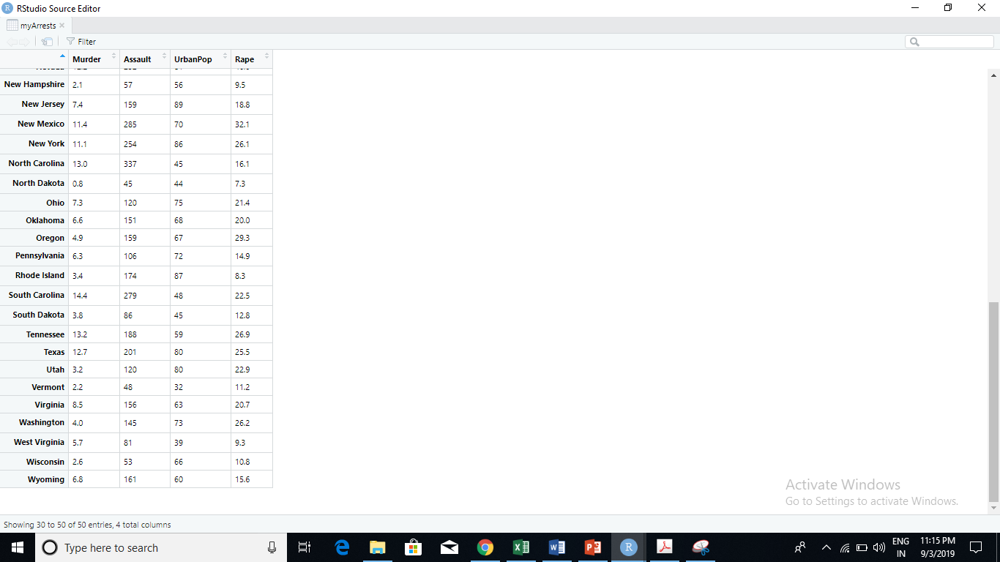 RStudio Source Editor
myArrests
Filter
Murder Assault UrbanPop Rape
New Hampshire 2.1 57 56 9.5
New Jersey 7.4 159 89 18.8
New Mexico 11.4 285 70 32.1
New York 11.1 254 86 26.1
North Carolina 13.0 337 45 16.1
North Dakota 0.8 45 44 7.3
Ohio 7.3 120 75 21.4
Oklahoma 6.6 151 68 20.0
Oregon 4.9 159 67 29.3
Pennsylvania 6.3 106 72 14.9
Rhode Island 3.4 174 87 8.3
South Carolina 14.4 279 48 22.5
South Dakota 3.8 86 45 12.8
Tennessee 13.2 188 59 26.9
Texas 12.7 201 80 25.5
Utah 3.2 120 80 22.9
Vermont 2.2 48 32 11.2
Virginia 8.5 156 63 20.7
Washington 4.0 145 73 26.2
West Virginia 5.7 81 39 9.3
Wisconsin 2.6 53 66 10.8
Wyoming 6.8 161 60 15.6
Activate Windows
Go to Settings to activate Windows.
Showing 30 to 50 of 50 entries, 4 total columns
Type here to search
ENG 11:15 PM
IN 9/3/2019